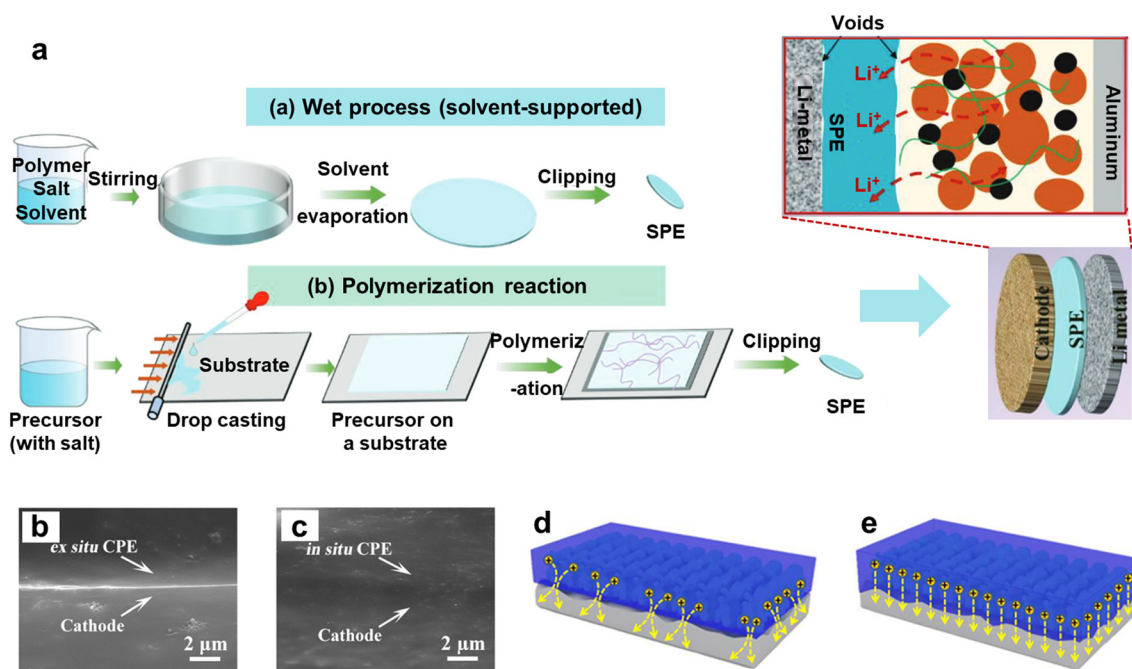 a
(a) Wet process (solvent-supported)
Polymer
Salt
Solvent
Stirring
Solvent
evaporation
Clipping
SPE
(b) Polymerization reaction
Precursor
(with salt)
Substrate
Drop casting
Precursor on
a substrate
Polymeriz
-ation
Clipping
SPE
Voids
Li-metal
SPE
Li⁺
Li⁺
Li⁺
Aluminum
Cathode
SPE
Li metal
b
ex situ CPE
Cathode
2 µm
c
in situ CPE
Cathode
2 µm
d
e